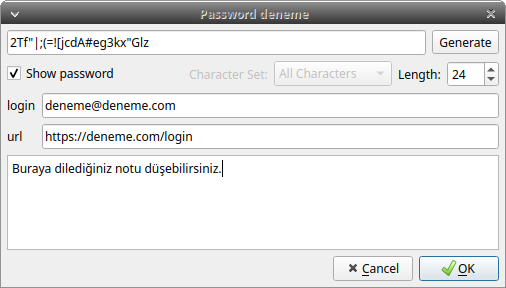 Password deneme
2Tf"|;(=![jcdA#eg3kx"Glz
Generate
Show password
Character Set:
All Characters
Length:
24
login
deneme@deneme.com
url
https://deneme.com/login
Buraya dilediğiniz notu düşebilirsiniz.
Cancel
OK